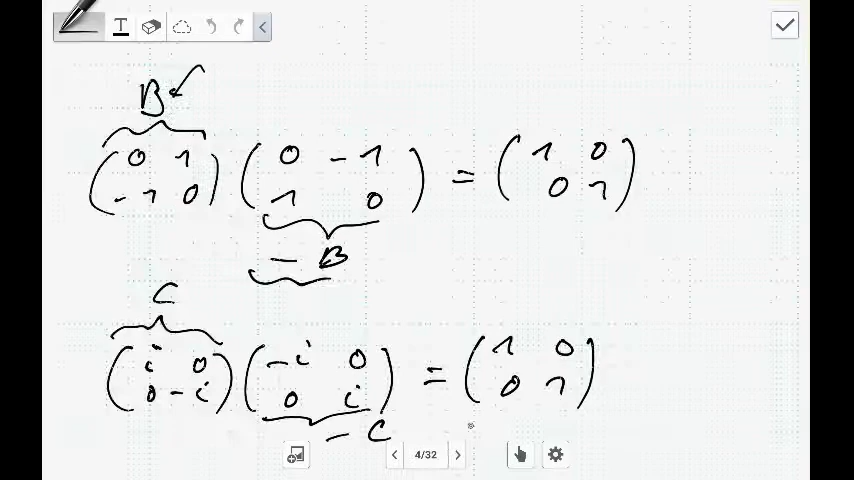 T
B
( 0 1 ) ( 0 -1 ) = ( 1 0 )
( -1 0 ) ( 1 0 ) ( 0 1 )
- B
C
( i 0 ) ( -i 0 ) = ( 1 0 )
( 0 -i ) ( 0 i ) ( 0 1 )
- C
4/32